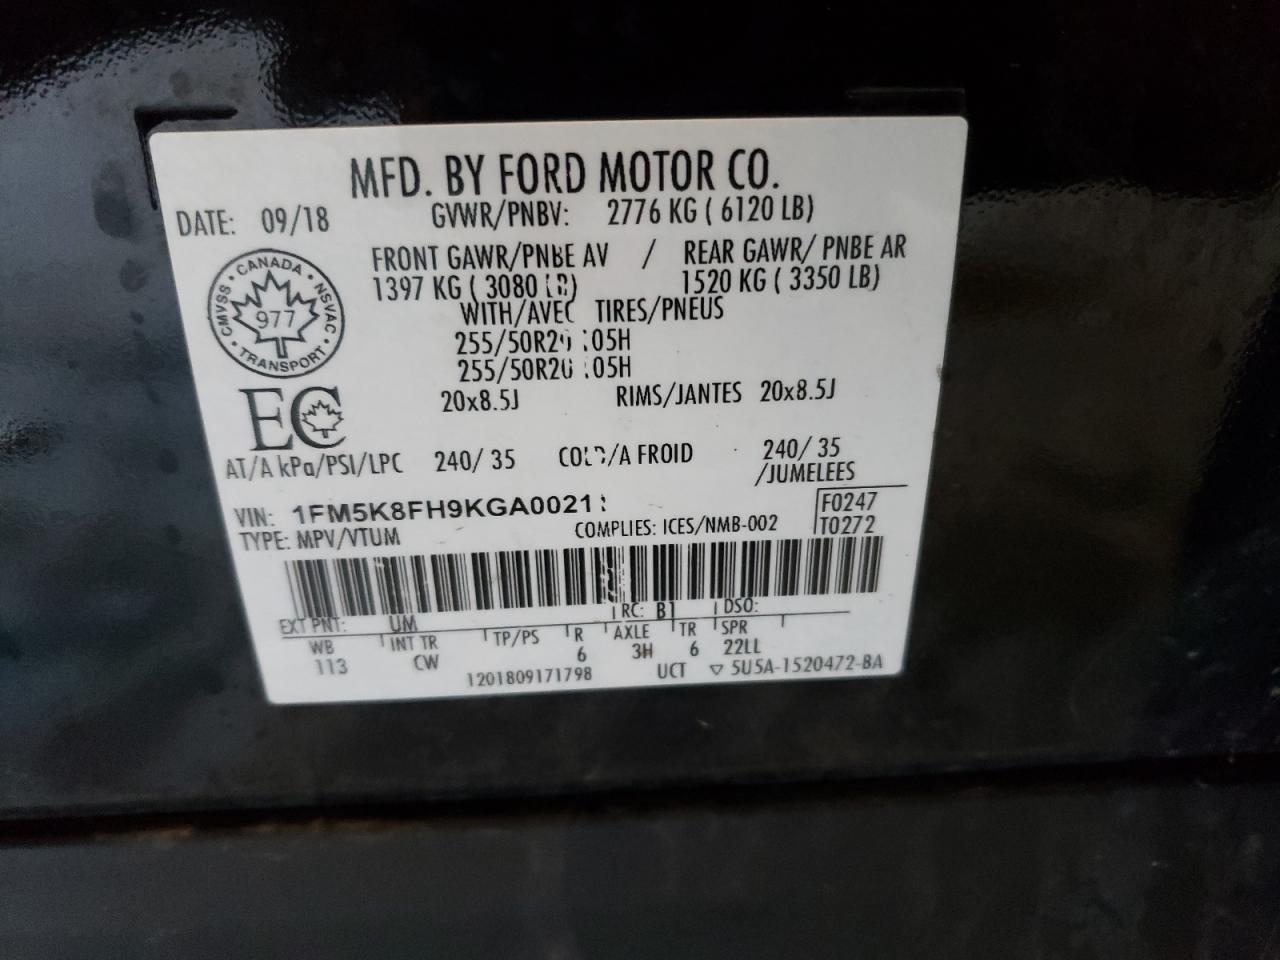 MFD. BY FORD MOTOR CO.
DATE: 09/18 GVWR/PNBV: 2776 KG ( 6120 LB)
FRONT GAWR/PNBE AV / REAR GAWR/ PNBE AR
1397 KG ( 3080 LB) 1520 KG ( 3350 LB)
WITH/AVEC TIRES/PNEUS
255/50R20 105H
255/50R20 105H
20x8.5J RIMS/JANTES 20x8.5J
CANADA
CMVSS NSVAC
977
TRANSPORT
EC
AT/A kPa/PSI/LPC 240/ 35 COLD/A FROID 240/ 35
/JUMELEES
VIN:
F0247
TYPE: MPV/VTUM COMPLIES: ICES/NMB-002 T0272
EXT PNT: UM RC: B1 DSO:
WB INT TR TP/PS R AXLE TR SPR
113 CW 6 3H 6 22LL
1201809171798 UCT ▽ 5U5A-1520472-BA